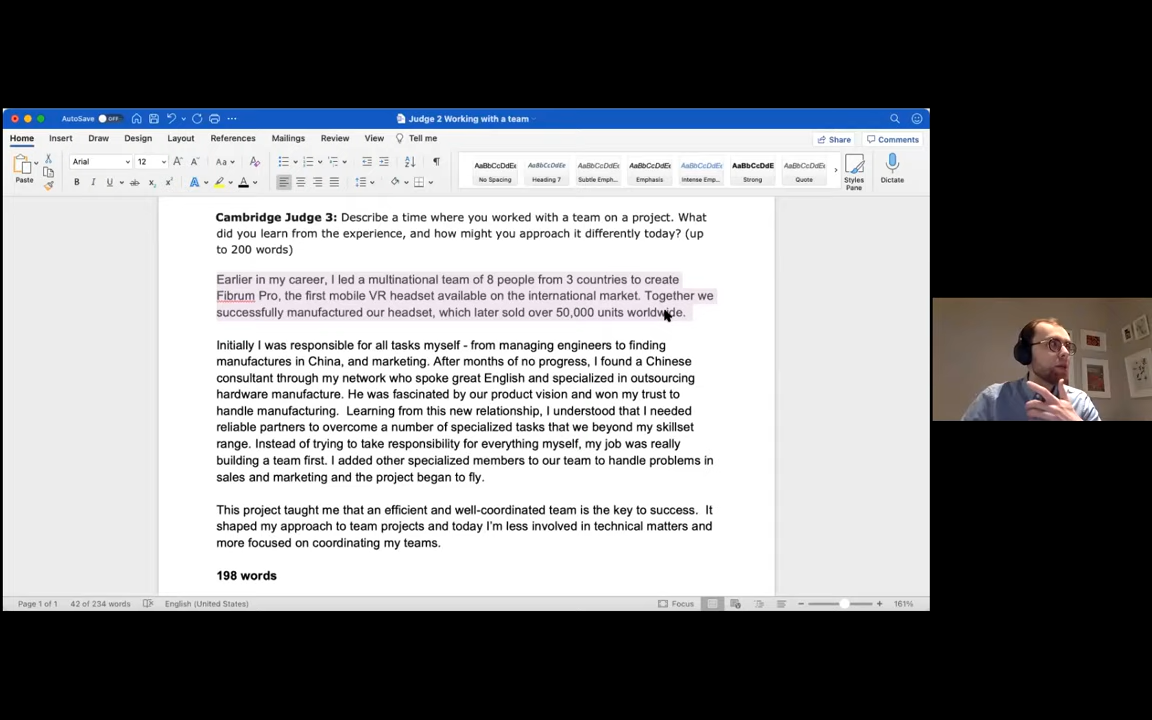 AutoSave OFF
Judge 2 Working with a team
Home Insert Draw Design Layout References Mailings Review View Tell me
Share Comments
Paste
Arial 12
Aa
B I U ab x2 x2 A A
AaBbCcDdEe AaBbCcDdEe AaBbCcDdEe AaBbCcDdEe AaBbCcDdEe AaBbCcDdE AaBbCcDdEe
No Spacing Heading 7 Subtle Emph... Emphasis Intense Emp... Strong Quote
Styles Pane
Dictate
Cambridge Judge 3: Describe a time where you worked with a team on a project. What
did you learn from the experience, and how might you approach it differently today? (up
to 200 words)
Earlier in my career, I led a multinational team of 8 people from 3 countries to create
Fibrum Pro, the first mobile VR headset available on the international market. Together we
successfully manufactured our headset, which later sold over 50,000 units worldwide.
Initially I was responsible for all tasks myself - from managing engineers to finding
manufactures in China, and marketing. After months of no progress, I found a Chinese
consultant through my network who spoke great English and specialized in outsourcing
hardware manufacture. He was fascinated by our product vision and won my trust to
handle manufacturing.  Learning from this new relationship, I understood that I needed
reliable partners to overcome a number of specialized tasks that we beyond my skillset
range. Instead of trying to take responsibility for everything myself, my job was really
building a team first. I added other specialized members to our team to handle problems in
sales and marketing and the project began to fly.
This project taught me that an efficient and well-coordinated team is the key to success.  It
shaped my approach to team projects and today I'm less involved in technical matters and
more focused on coordinating my teams.
198 words
Page 1 of 1 42 of 234 words English (United States) Focus 161%